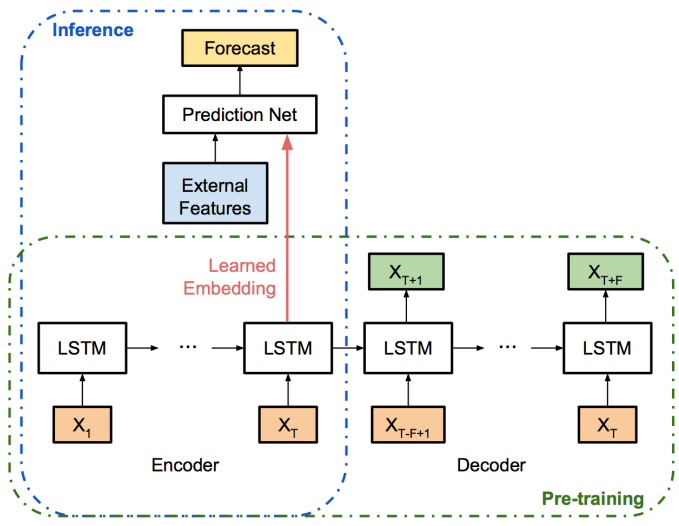 Inference
Forecast
Prediction Net
External
Features
Learned
Embedding
X_{T+1}
X_{T+F}
LSTM
...
LSTM
LSTM
...
LSTM
X_1
X_T
X_{T-F+1}
X_T
Encoder
Decoder
Pre-training